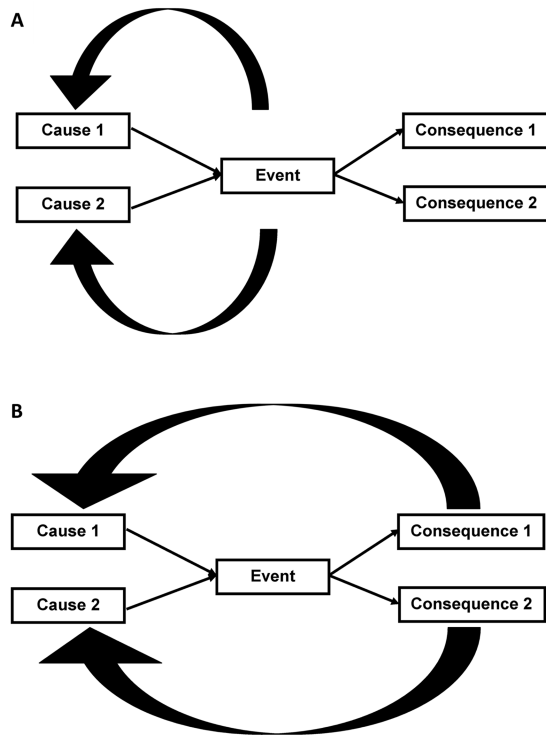 A
Cause 1
Consequence 1
Event
Cause 2
Consequence 2
B
Cause 1
Consequence 1
Event
Cause 2
Consequence 2